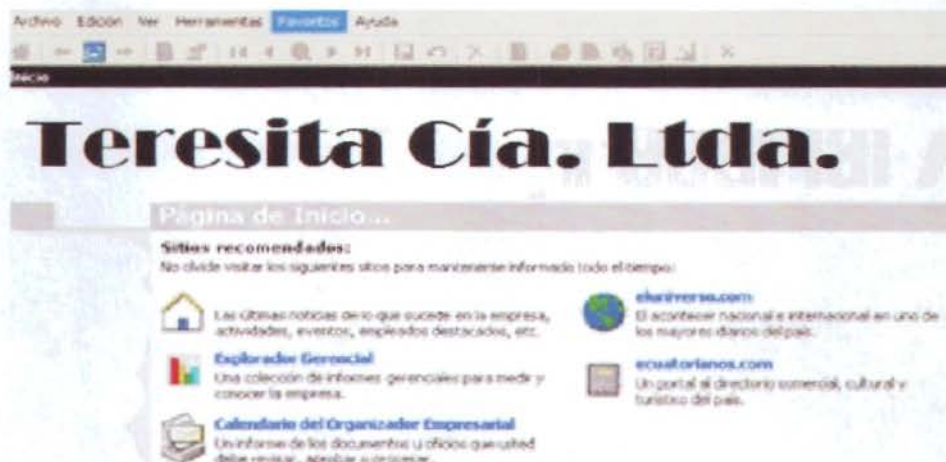 Archivo Edición Ver Herramientas Favoritos Ayuda
Inicio
Teresita Cía. Ltda.
Página de Inicio...
Sitios recomendados:
No olvide visitar los siguientes sitios para mantenerse informado todo el tiempo:
Las últimas noticias de lo que sucede en la empresa,
actividades, eventos, empleados destacados, etc.
Explorador Gerencial
Una colección de informes gerenciales para medir y
conocer la empresa.
Calendario del Organizador Empresarial
Un informe de los documentos u oficios que usted
debe revisar, aprobar o procesar.
eluniverso.com
El acontecer nacional e internacional en uno de
los mayores diarios del país.
ecuatorianos.com
Un portal al directorio comercial, cultural y
turístico del país.